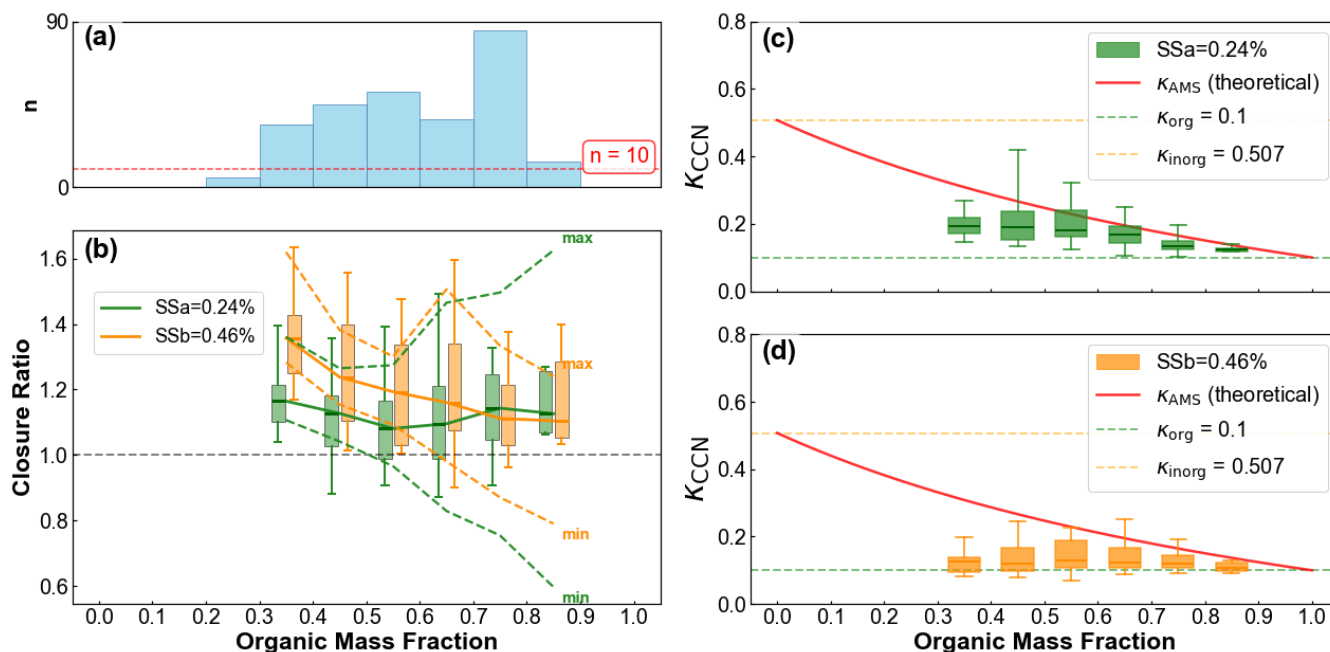 90
(a)
n
n = 10
0
(b)
max
1.6
SSa=0.24%
SSb=0.46%
1.4
max
1.2
Closure Ratio
1.0
0.8
min
0.6
min
0.0 0.1 0.2 0.3 0.4 0.5 0.6 0.7 0.8 0.9 1.0
Organic Mass Fraction
0.8
(c)
SSa=0.24%
κAMS (theoretical)
κorg = 0.1
κinorg = 0.507
0.6
κCCN
0.4
0.2
0.0
0.8
(d)
SSb=0.46%
κAMS (theoretical)
κorg = 0.1
κinorg = 0.507
0.6
κCCN
0.4
0.2
0.0
0.0 0.1 0.2 0.3 0.4 0.5 0.6 0.7 0.8 0.9 1.0
Organic Mass Fraction